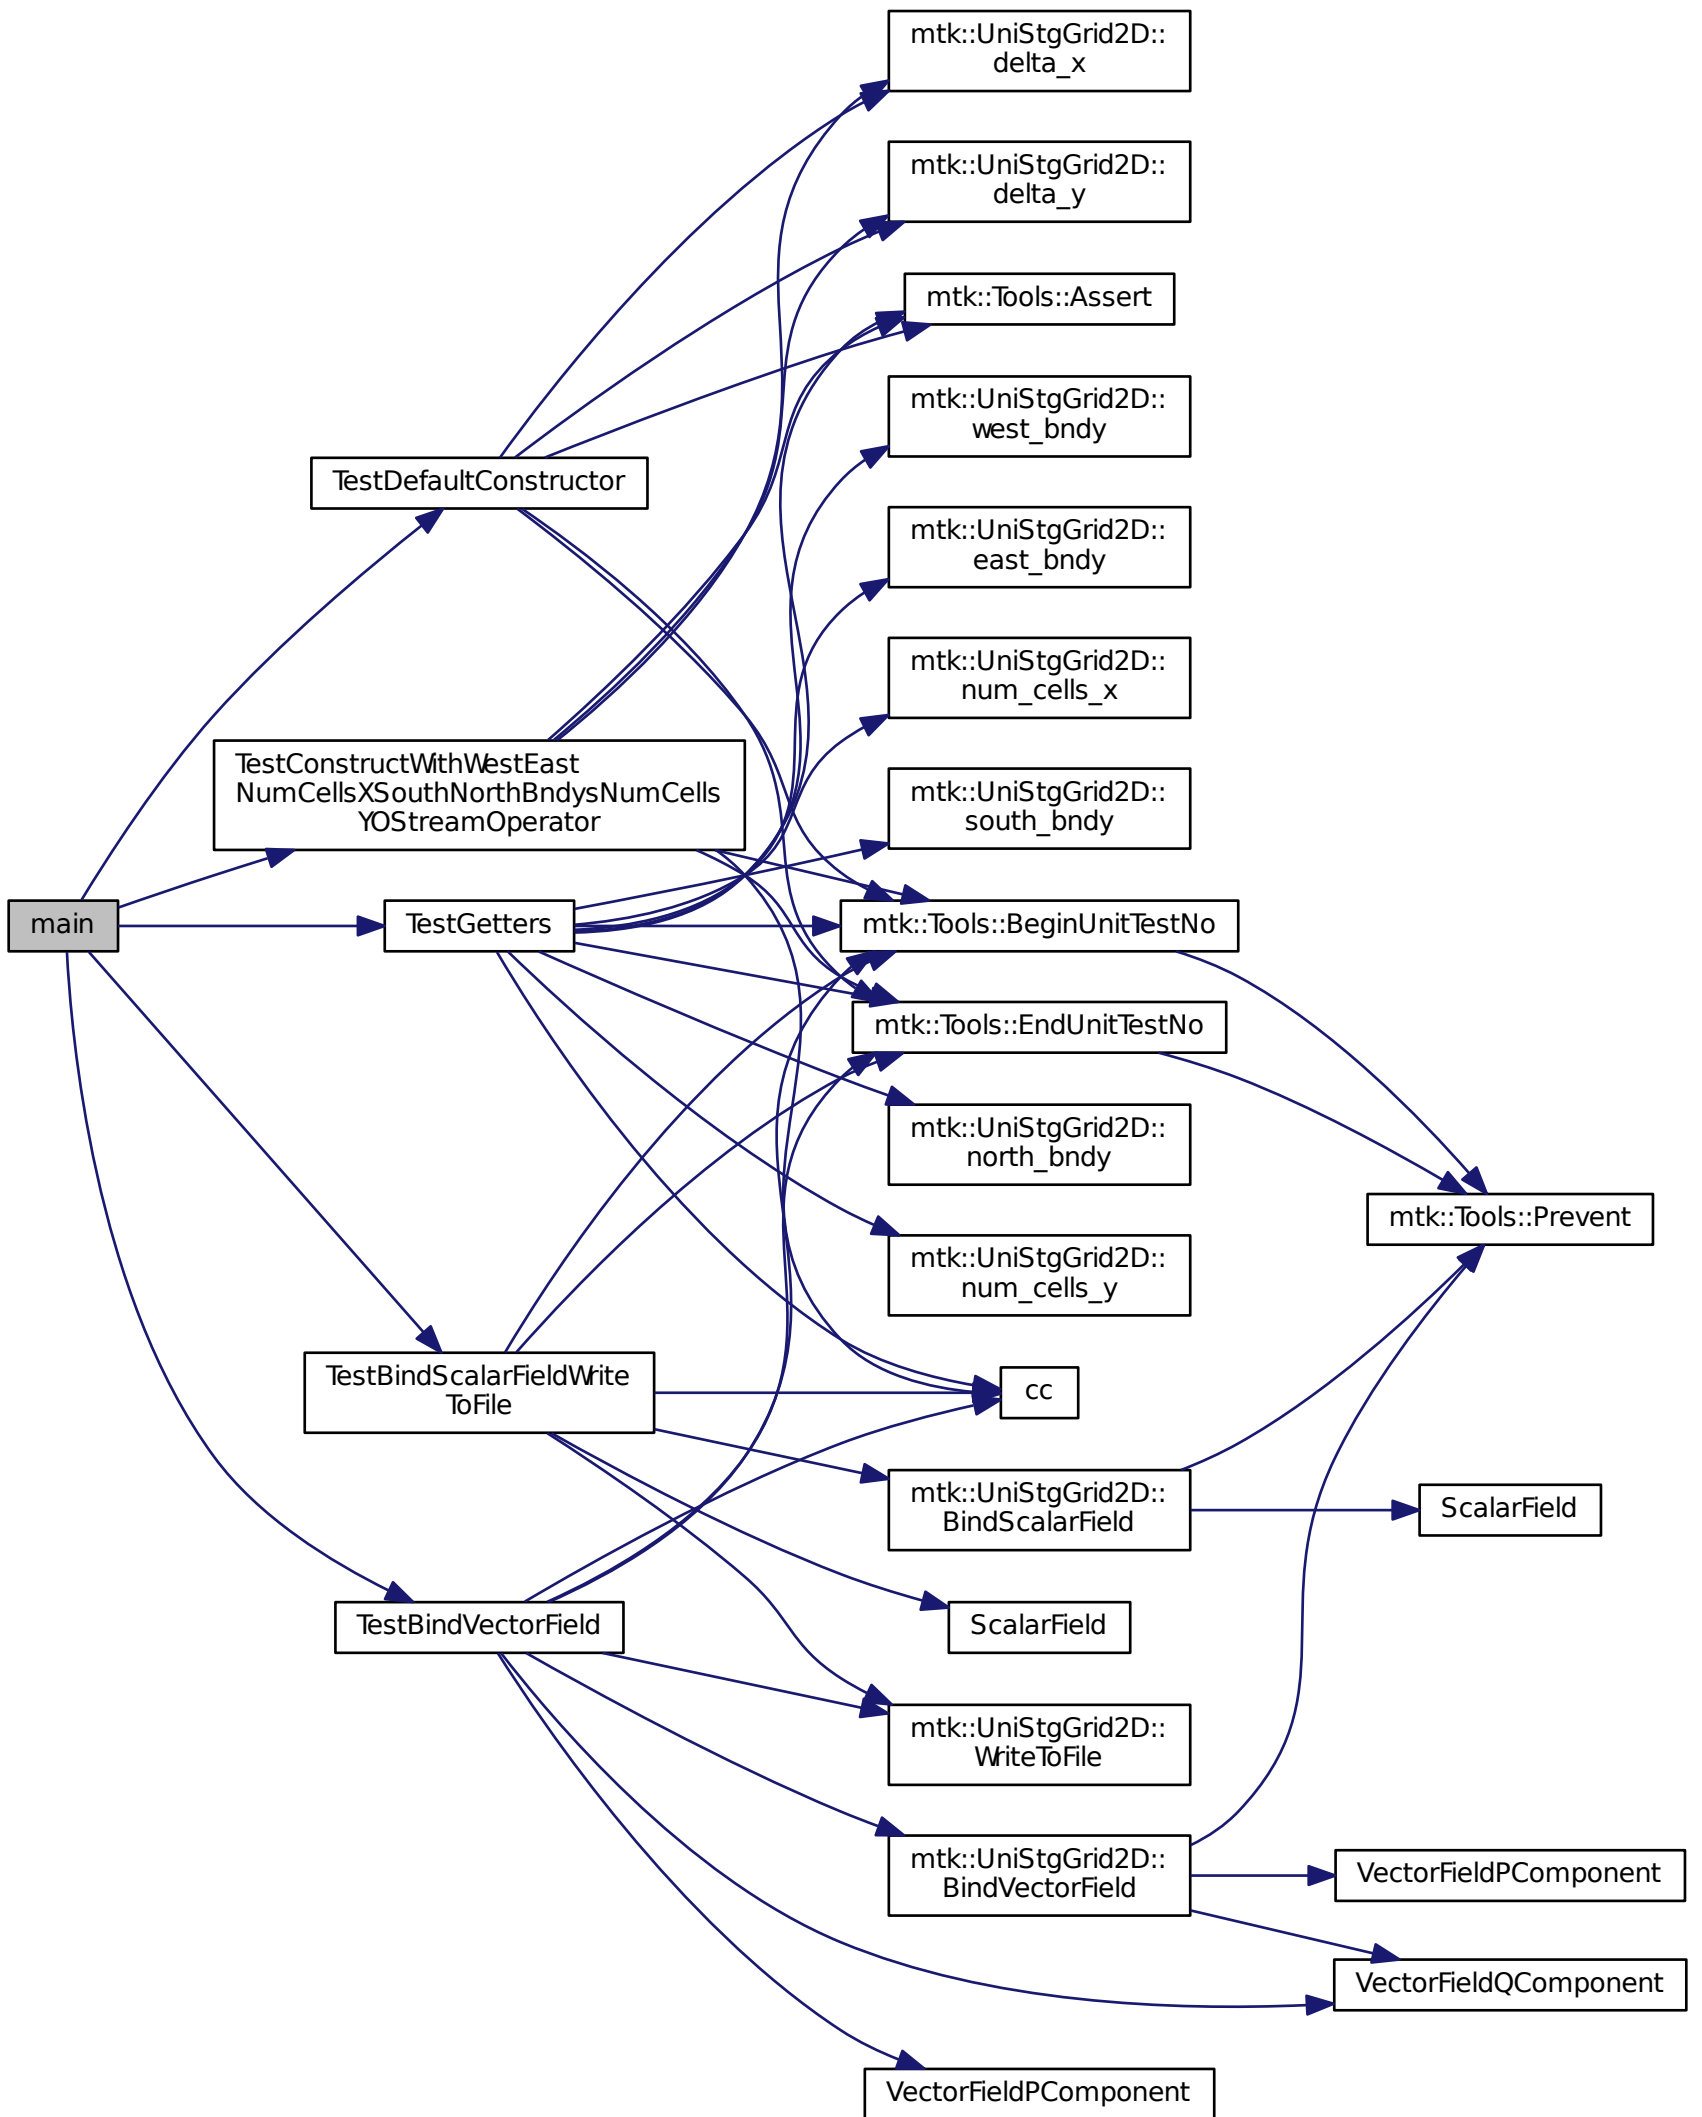 mtk::UniStgGrid2D::
delta_x
mtk::UniStgGrid2D::
delta_y
mtk::Tools::Assert
mtk::UniStgGrid2D::
west_bndy
TestDefaultConstructor
mtk::UniStgGrid2D::
east_bndy
mtk::UniStgGrid2D::
num_cells_x
TestConstructWithWestEast
NumCellsXSouthNorthBndysNumCells
YOStreamOperator
mtk::UniStgGrid2D::
south_bndy
main
TestGetters
mtk::Tools::BeginUnitTestNo
mtk::Tools::EndUnitTestNo
mtk::UniStgGrid2D::
north_bndy
mtk::Tools::Prevent
mtk::UniStgGrid2D::
num_cells_y
TestBindScalarFieldWrite
ToFile
cc
mtk::UniStgGrid2D::
BindScalarField
ScalarField
TestBindVectorField
ScalarField
mtk::UniStgGrid2D::
WriteToFile
mtk::UniStgGrid2D::
BindVectorField
VectorFieldPComponent
VectorFieldQComponent
VectorFieldPComponent